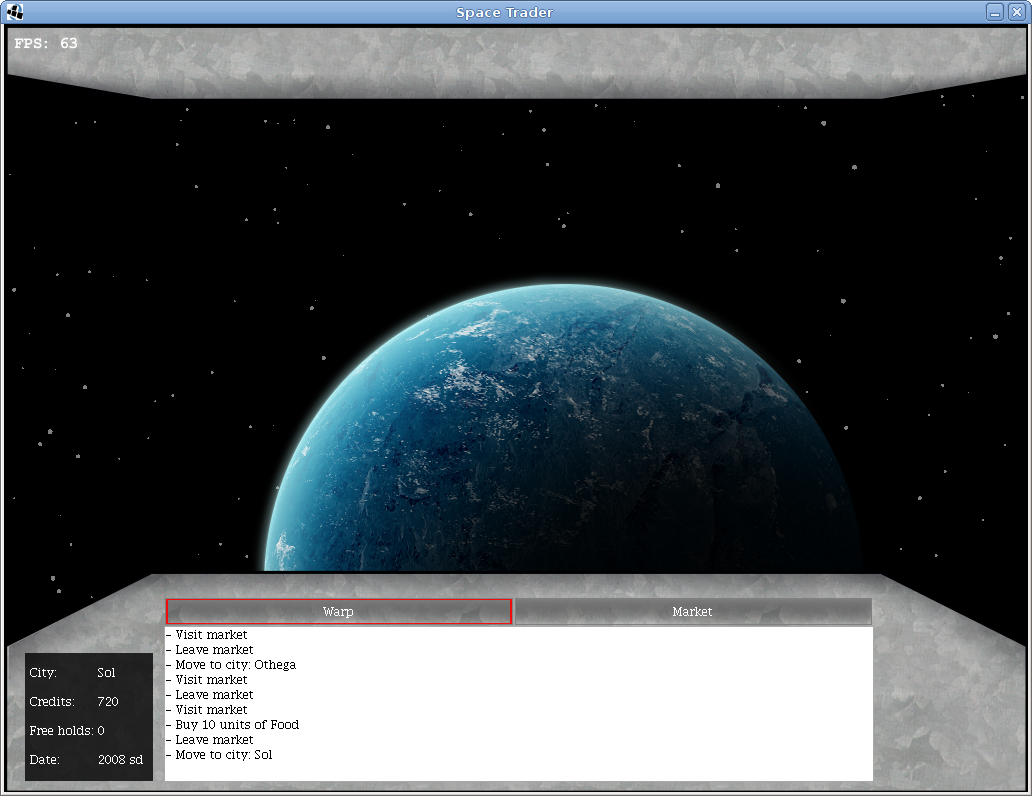 Space Trader
FPS: 63
Warp
Market
- Visit market
- Leave market
- Move to city: Othega
- Visit market
- Leave market
- Visit market
- Buy 10 units of Food
- Leave market
- Move to city: Sol
City: Sol
Credits: 720
Free holds: 0
Date: 2008 sd